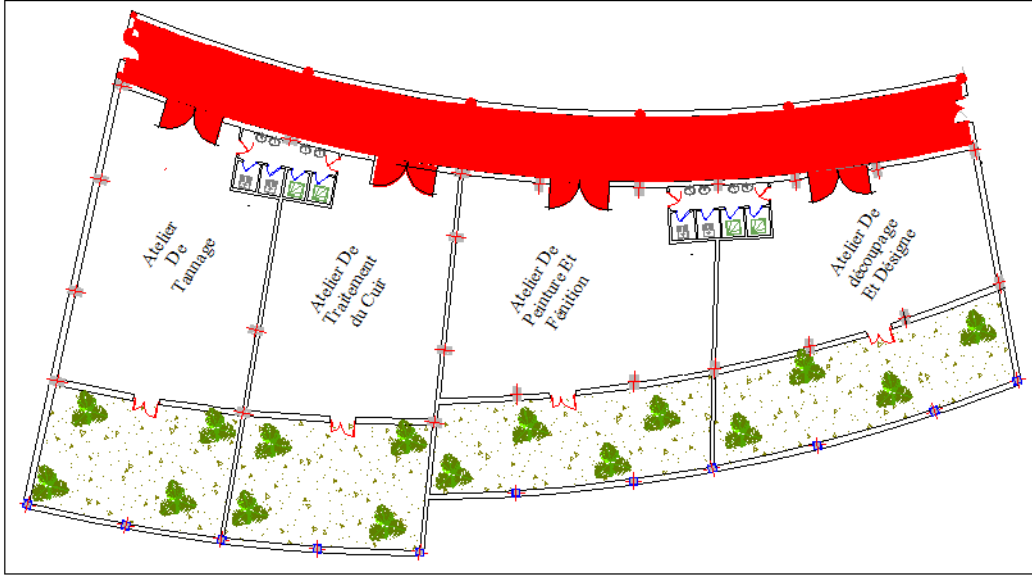 Atelier
De
Tannage
Atelier De
Traitement
du Cuir
Atelier De
Peinture Et
Fénition
Atelier De
découpage
Et Désigne